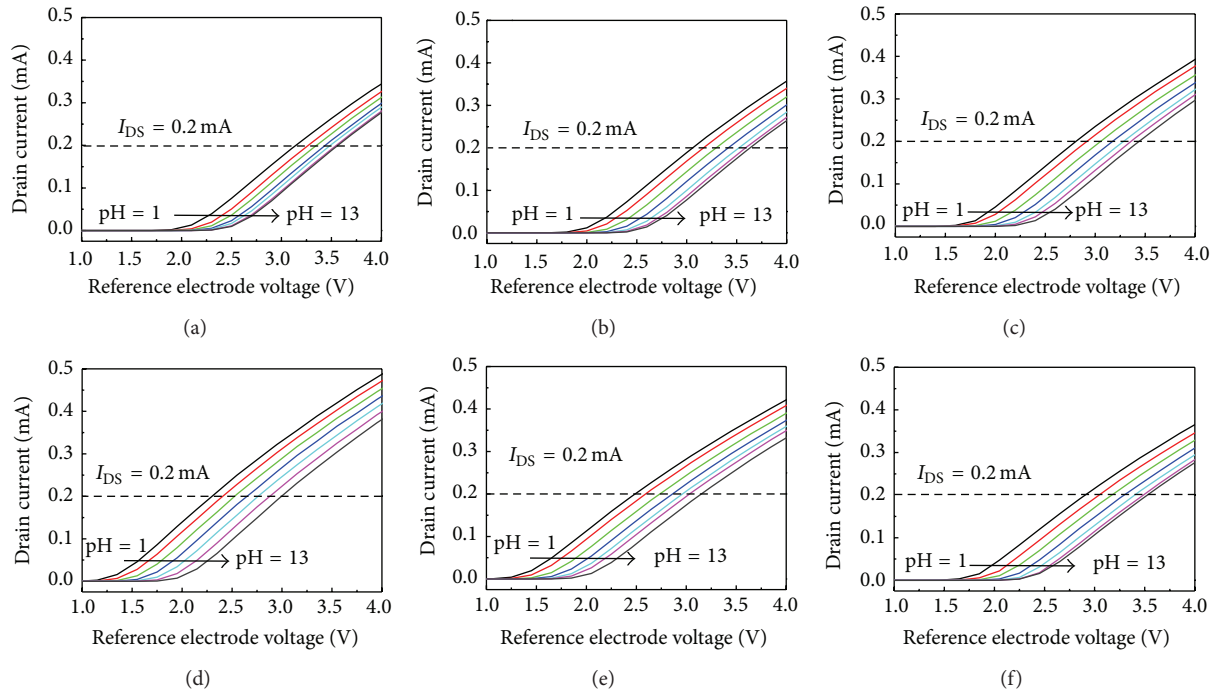 0.5
0.4
0.3
0.2
0.1
0.0
Drain current (mA)
I_DS = 0.2 mA
pH = 1
pH = 13
1.0 1.5 2.0 2.5 3.0 3.5 4.0
Reference electrode voltage (V)
(a)
0.5
0.4
0.3
0.2
0.1
0.0
Drain current (mA)
I_DS = 0.2 mA
pH = 1
pH = 13
1.0 1.5 2.0 2.5 3.0 3.5 4.0
Reference electrode voltage (V)
(b)
0.5
0.4
0.3
0.2
0.1
0.0
Drain current (mA)
I_DS = 0.2 mA
pH = 1
pH = 13
1.0 1.5 2.0 2.5 3.0 3.5 4.0
Reference electrode voltage (V)
(c)
0.5
0.4
0.3
0.2
0.1
0.0
Drain current (mA)
I_DS = 0.2 mA
pH = 1
pH = 13
1.0 1.5 2.0 2.5 3.0 3.5 4.0
Reference electrode voltage (V)
(d)
0.5
0.4
0.3
0.2
0.1
0.0
Drain current (mA)
I_DS = 0.2 mA
pH = 1
pH = 13
1.0 1.5 2.0 2.5 3.0 3.5 4.0
Reference electrode voltage (V)
(e)
0.5
0.4
0.3
0.2
0.1
0.0
Drain current (mA)
I_DS = 0.2 mA
pH = 1
pH = 13
1.0 1.5 2.0 2.5 3.0 3.5 4.0
Reference electrode voltage (V)
(f)